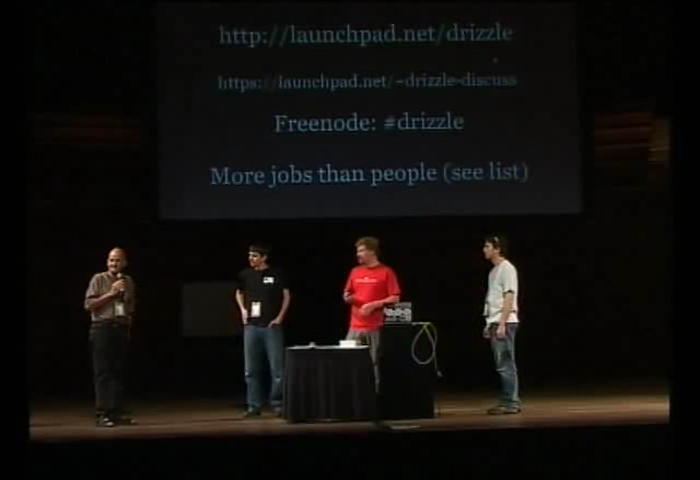 http://launchpad.net/drizzle
https://launchpad.net/~drizzle-discuss
Freenode: #drizzle
More jobs than people (see list)